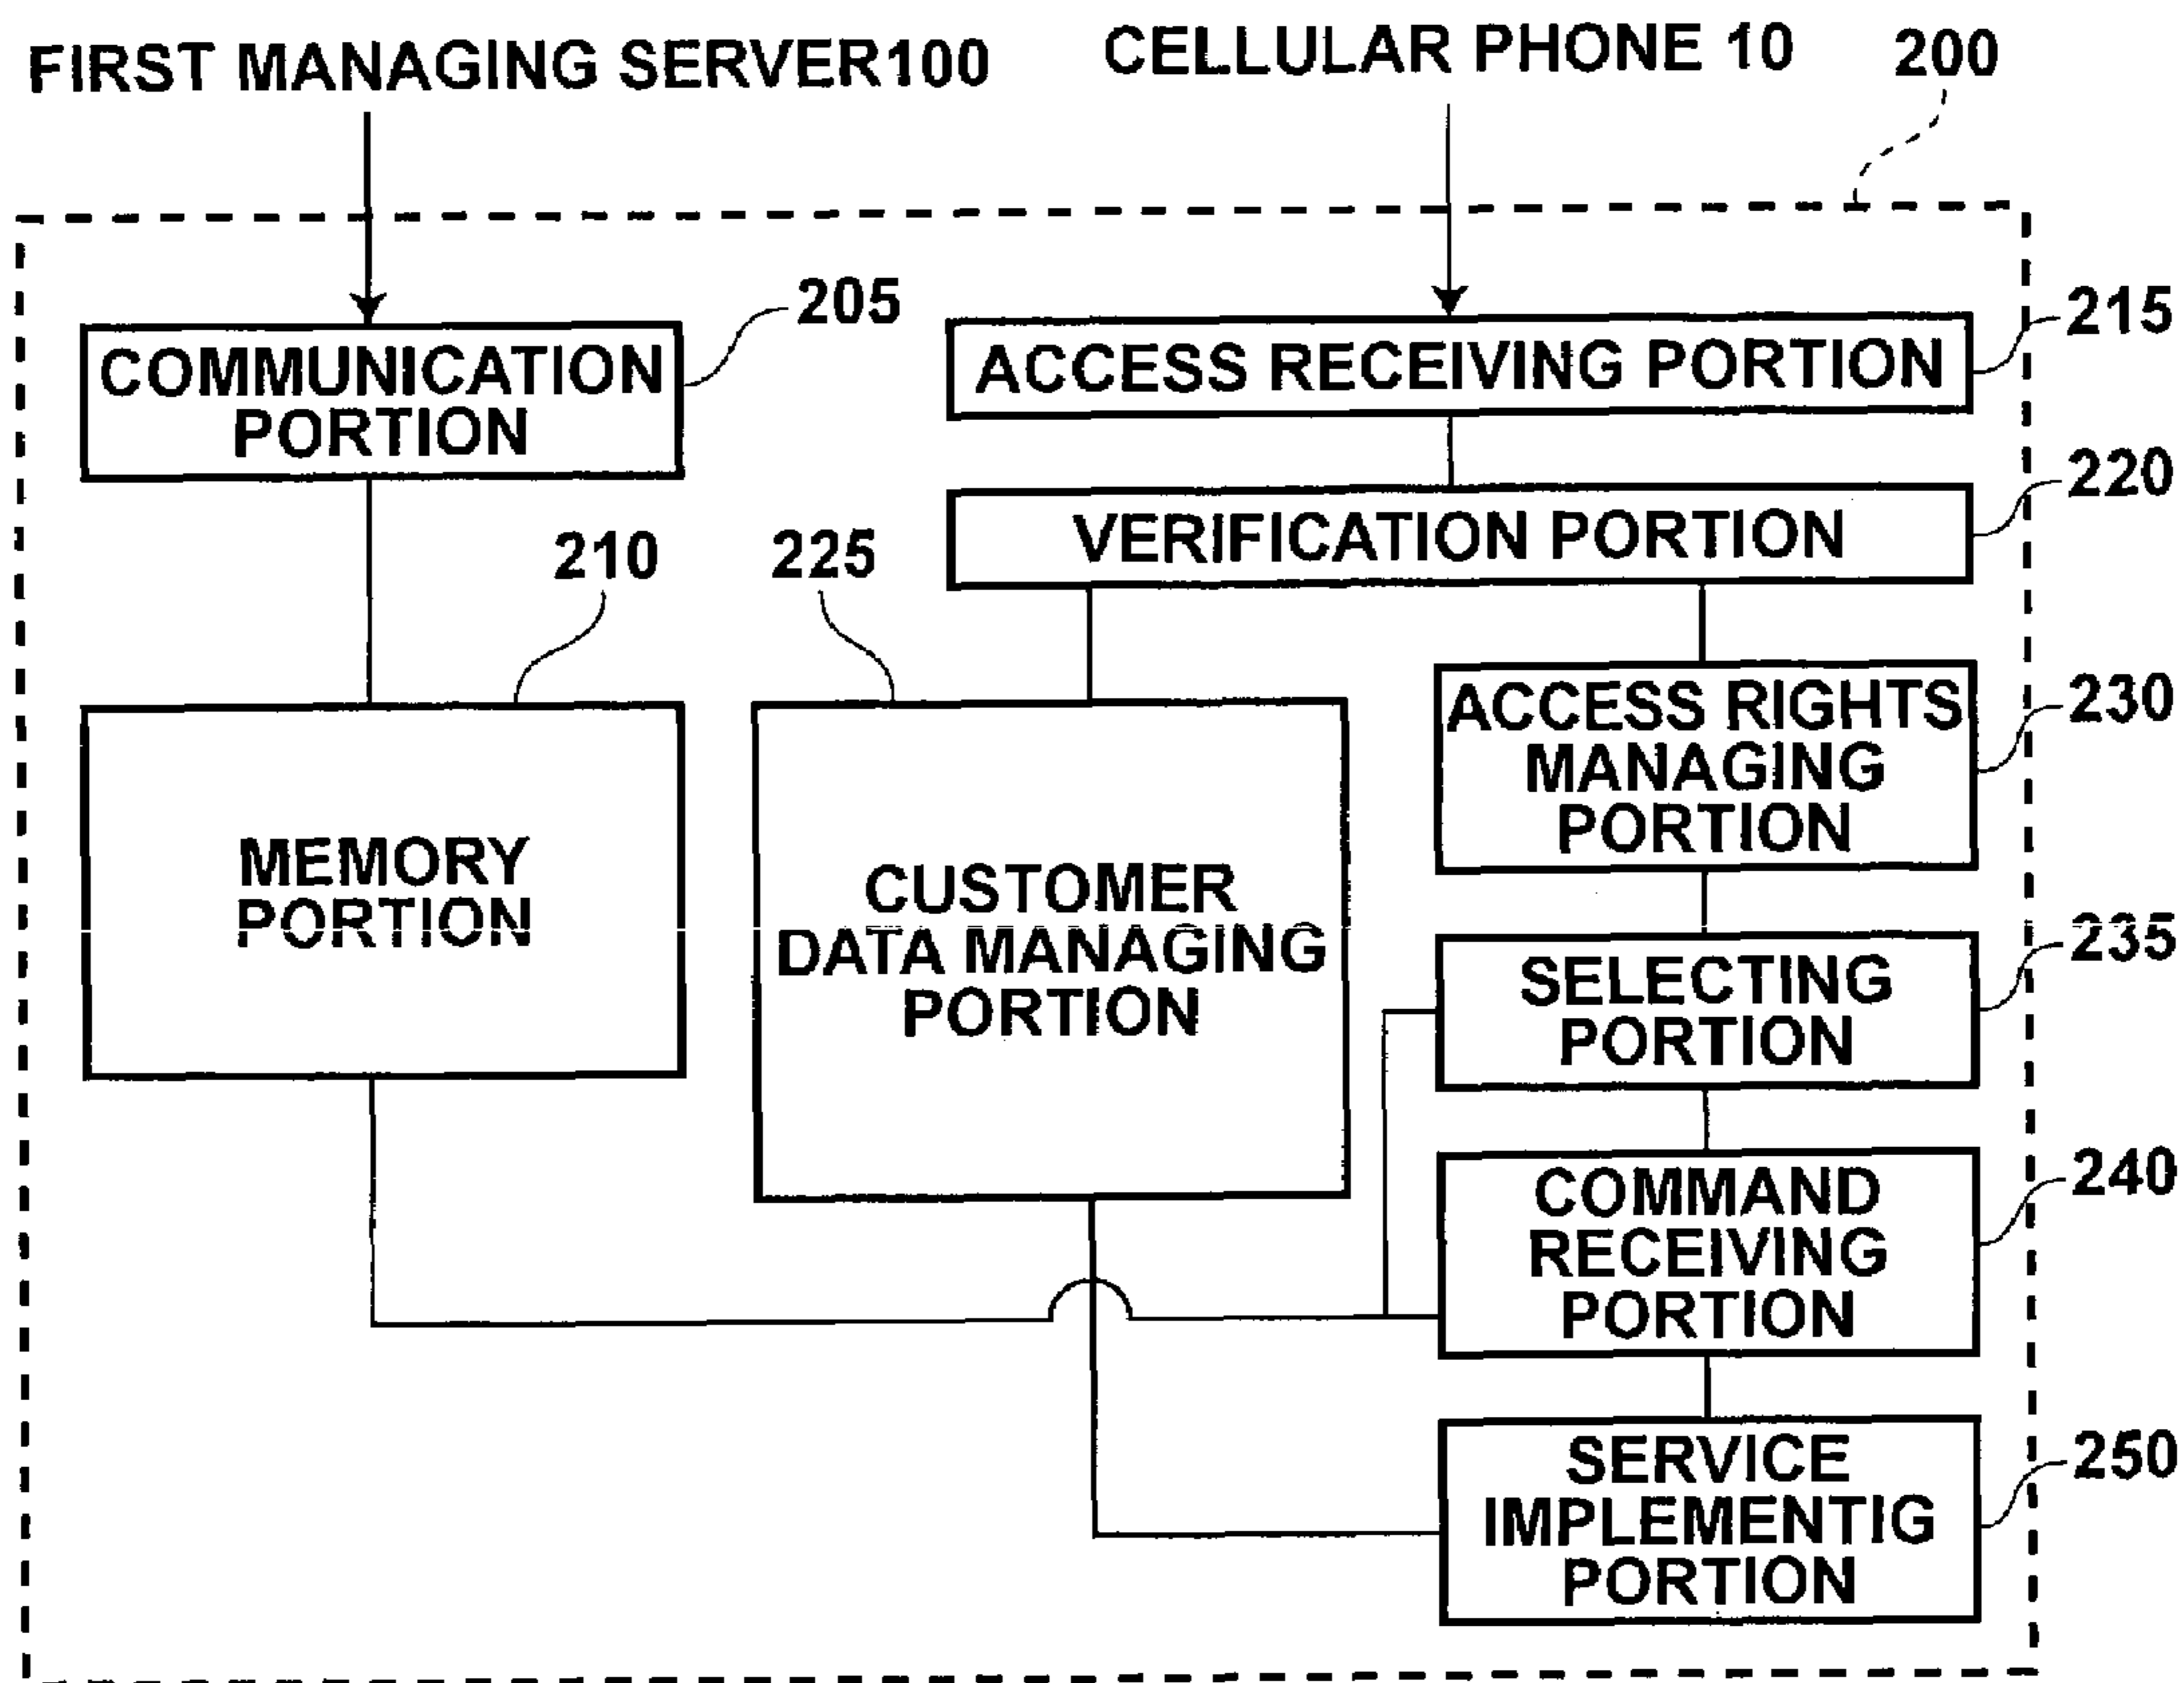 FIRST MANAGING SERVER100
CELLULAR PHONE 10
200
COMMUNICATION
PORTION
205
ACCESS RECEIVING PORTION
215
VERIFICATION PORTION
220
210
225
MEMORY
PORTION
CUSTOMER
DATA MANAGING
PORTION
ACCESS RIGHTS
MANAGING
PORTION
230
SELECTING
PORTION
235
COMMAND
RECEIVING
PORTION
240
SERVICE
IMPLEMENTIG
PORTION
250